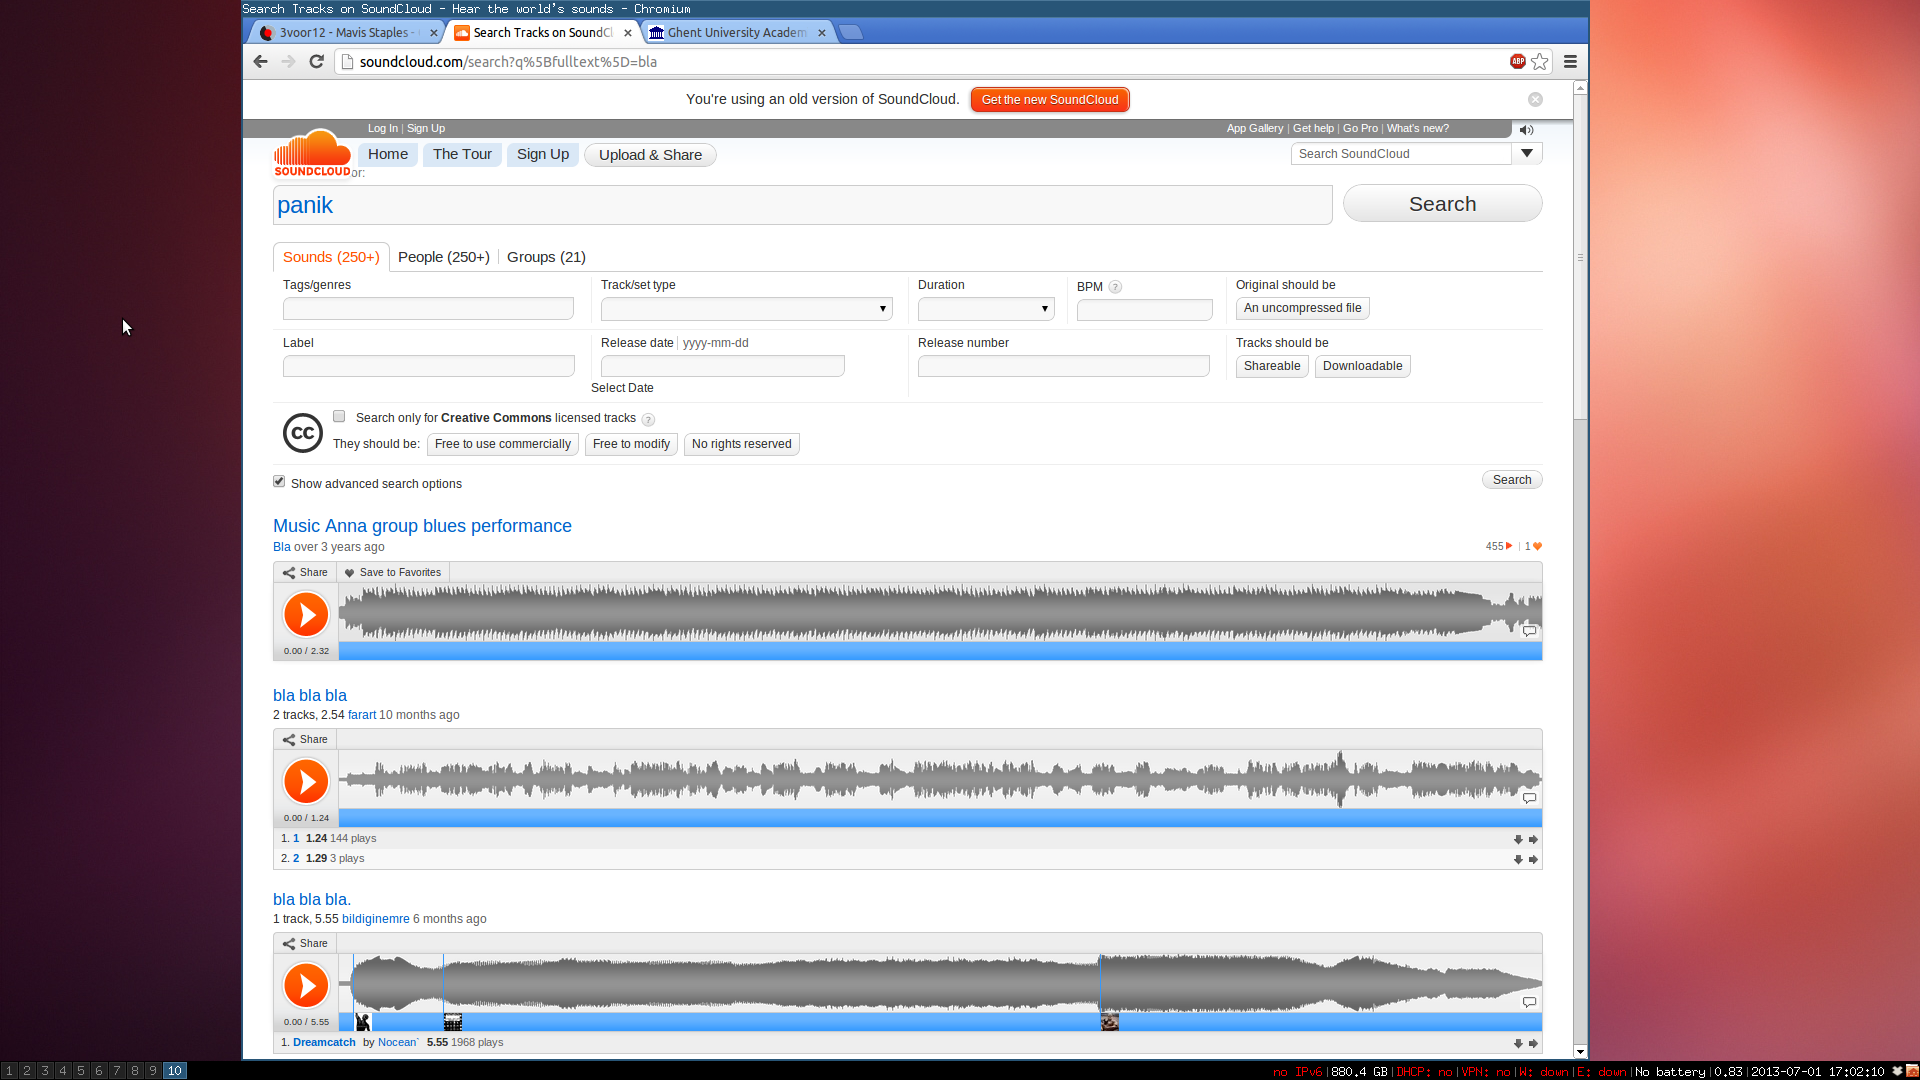 Search Tracks on SoundCloud - Hear the world's sounds - Chromium
3voor12 - Mavis Staples -
Search Tracks on SoundCl
Ghent University Academ
soundcloud.com/search?q%5Bfulltext%5D=bla
ABP
You're using an old version of SoundCloud. Get the new SoundCloud
Log In | Sign Up
App Gallery | Get help | Go Pro | What's new?
SOUNDCLOUD
Home The Tour Sign Up Upload & Share
Search SoundCloud
or:
panik
Search
Sounds (250+) People (250+) Groups (21)
Tags/genres Track/set type Duration BPM ? Original should be
An uncompressed file
Label Release date yyyy-mm-dd Release number Tracks should be
Shareable Downloadable
Select Date
cc
Search only for Creative Commons licensed tracks ?
They should be: Free to use commercially Free to modify No rights reserved
Show advanced search options
Search
Music Anna group blues performance
Bla over 3 years ago
455 | 1
Share Save to Favorites
0.00 / 2.32
bla bla bla
2 tracks, 2.54 farart 10 months ago
Share
0.00 / 1.24
1. 1 1.24 144 plays
2. 2 1.29 3 plays
bla bla bla.
1 track, 5.55 bildiginemre 6 months ago
Share
0.00 / 5.55
1. Dreamcatch by Nocean` 5.55 1968 plays
1 2 3 4 5 6 7 8 9 10
no IPv6|880.4 GB|DHCP: no|VPN: no|W: down|E: down|No battery|0.83|2013-07-01 17:02:10